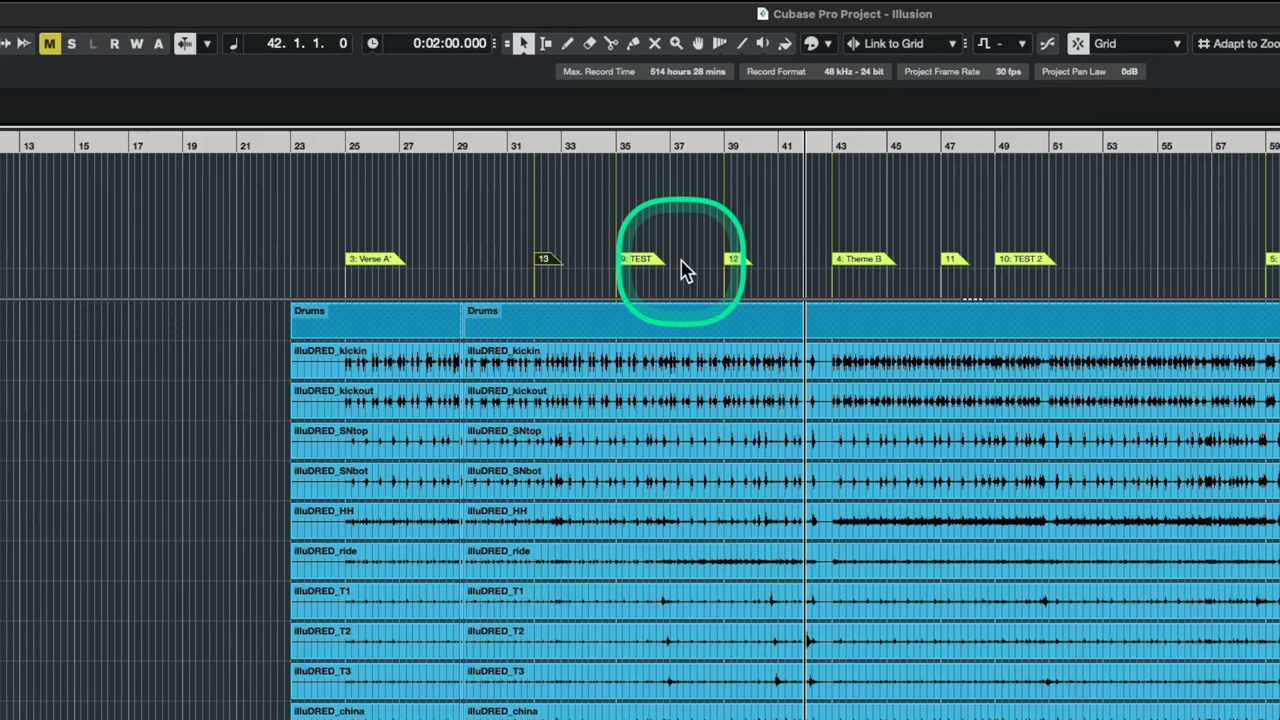 Cubase Pro Project - Illusion
M S L R W A 42. 1. 1. 0 0:02:00.000 Link to Grid - Grid Adapt to Zoo
Max. Record Time 514 hours 28 mins Record Format 48 kHz - 24 bit Project Frame Rate 30 fps Project Pan Law 0dB
13 15 17 19 21 23 25 27 29 31 33 35 37 39 41 43 45 47 49 51 53 55 57 59
3: Verse A' 13 9: TEST 12 4: Theme B 11 10: TEST 2 5:
Drums Drums
illuDRED_kickin illuDRED_kickin
illuDRED_kickout illuDRED_kickout
illuDRED_SNtop illuDRED_SNtop
illuDRED_SNbot illuDRED_SNbot
illuDRED_HH illuDRED_HH
illuDRED_ride illuDRED_ride
illuDRED_T1 illuDRED_T1
illuDRED_T2 illuDRED_T2
illuDRED_T3 illuDRED_T3
illuDRED_china illuDRED_china